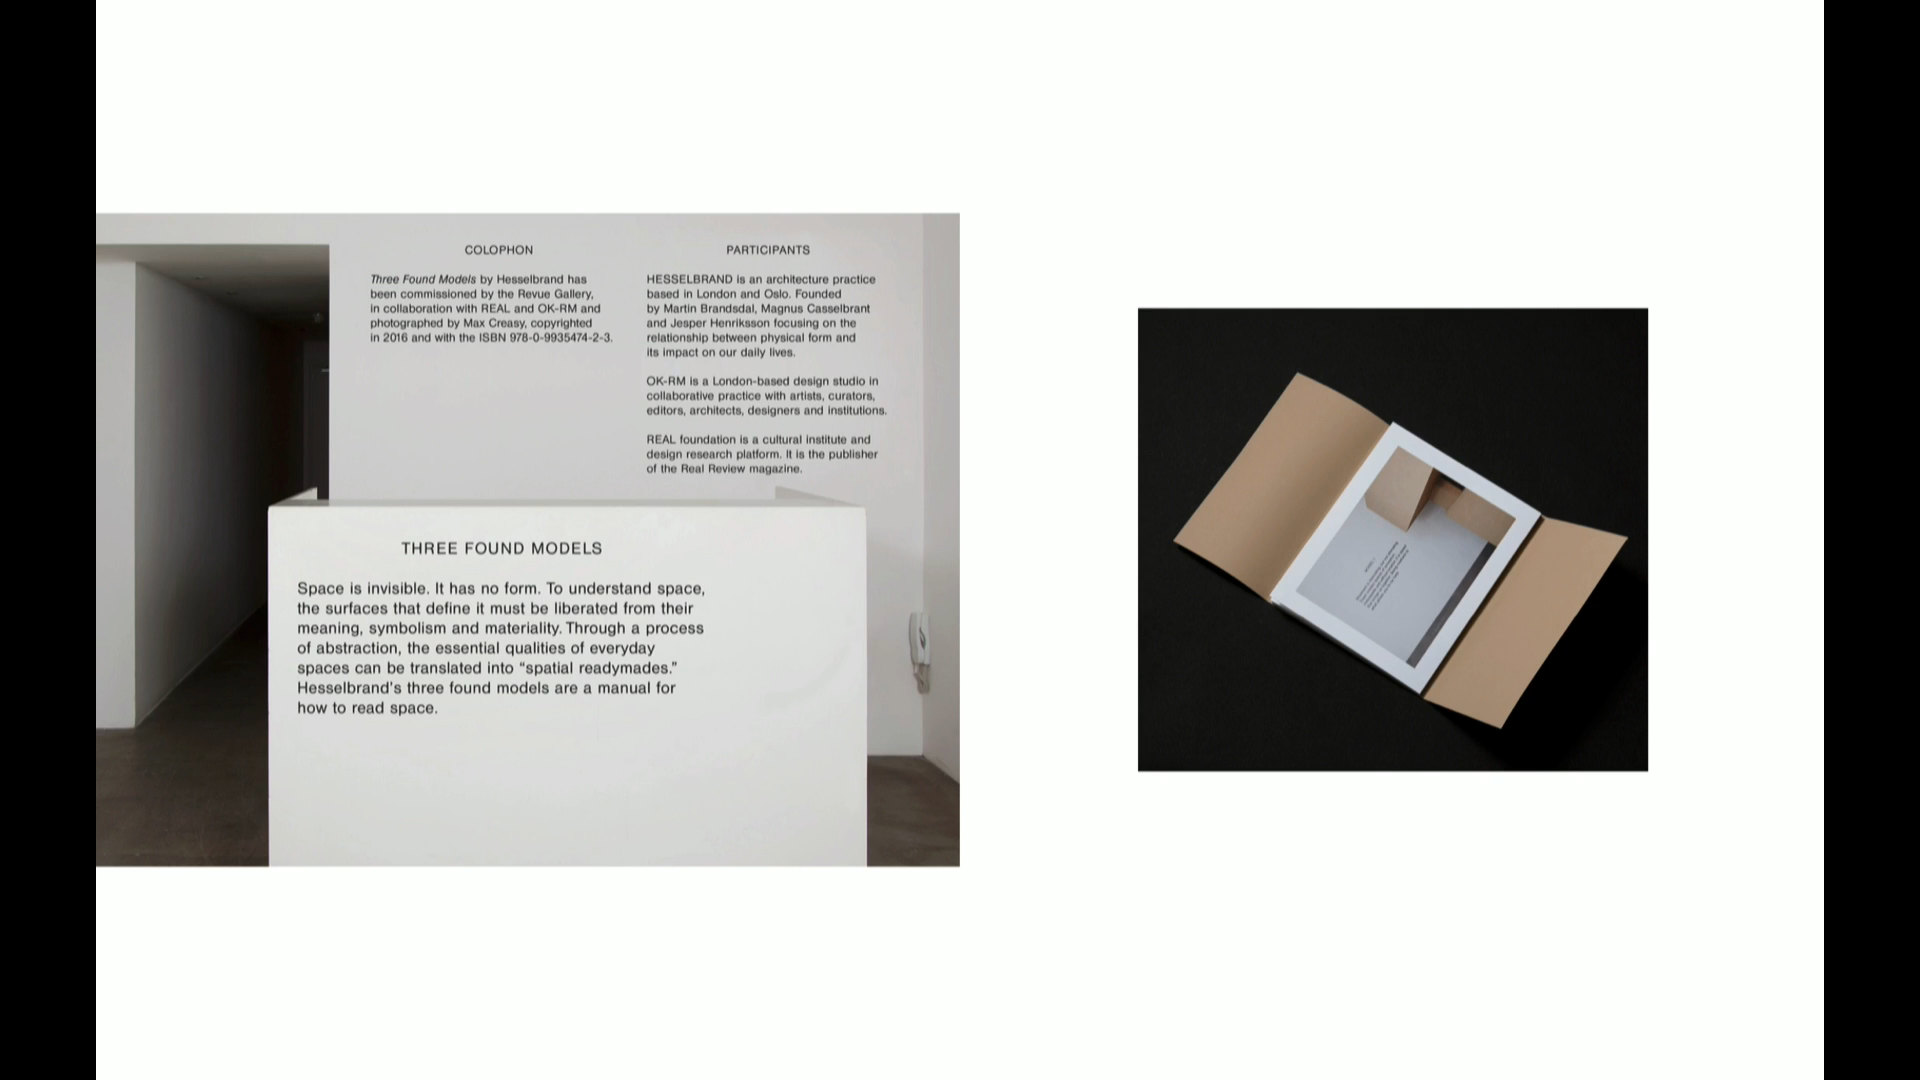 COLOPHON
Three Found Models by Hesselbrand has
been commissioned by the Revue Gallery,
in collaboration with REAL and OK-RM and
photographed by Max Creasy, copyrighted
in 2016 and with the ISBN 978-0-9935474-2-3.
PARTICIPANTS
HESSELBRAND is an architecture practice
based in London and Oslo. Founded
by Martin Brandsdal, Magnus Casselbrant
and Jesper Henriksson focusing on the
relationship between physical form and
its impact on our daily lives.
OK-RM is a London-based design studio in
collaborative practice with artists, curators,
editors, architects, designers and institutions.
REAL foundation is a cultural institute and
design research platform. It is the publisher
of the Real Review magazine.
THREE FOUND MODELS
Space is invisible. It has no form. To understand space,
the surfaces that define it must be liberated from their
meaning, symbolism and materiality. Through a process
of abstraction, the essential qualities of everyday
spaces can be translated into “spatial readymades.”
Hesselbrand's three found models are a manual for
how to read space.